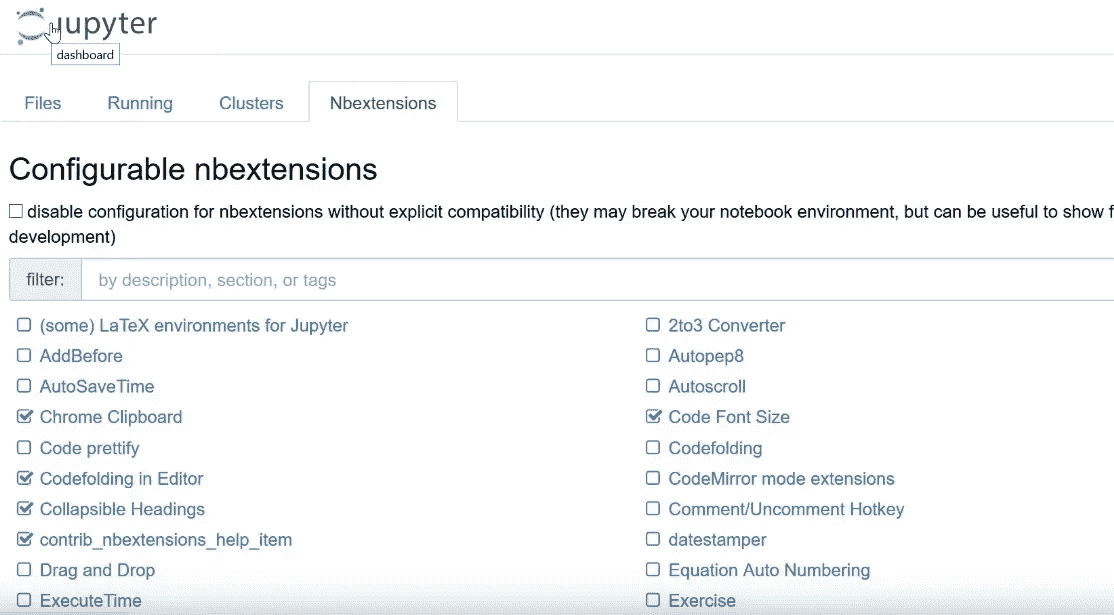 jupyter
dashboard
Files Running Clusters Nbextensions
Configurable nbextensions
disable configuration for nbextensions without explicit compatibility (they may break your notebook environment, but can be useful to show
development)
filter: by description, section, or tags
(some) LaTeX environments for Jupyter 2to3 Converter
AddBefore Autopep8
AutoSaveTime Autoscroll
Chrome Clipboard Code Font Size
Code prettify Codefolding
Codefolding in Editor CodeMirror mode extensions
Collapsible Headings Comment/Uncomment Hotkey
contrib_nbextensions_help_item datestamper
Drag and Drop Equation Auto Numbering
ExecuteTime Exercise